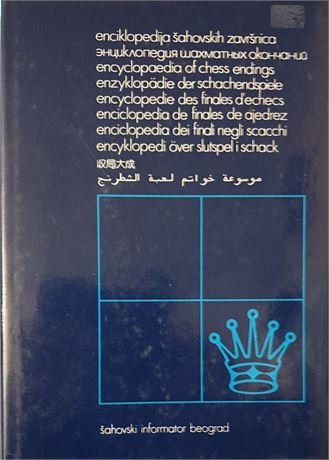 enciklopedija šahovskih završnica
энциклопедия шахматных окончаний
encyclopaedia of chess endings
enzyklopädie der schachendspiele
encyclopedie des finales d'echecs
enciclopedia de finales de ajedrez
enciclopedia dei finali negli scacchi
encyklopedi över slutspel i schack
収局大成
موسوعة خواتم لعبة الشطرنج
šahovski informator beograd